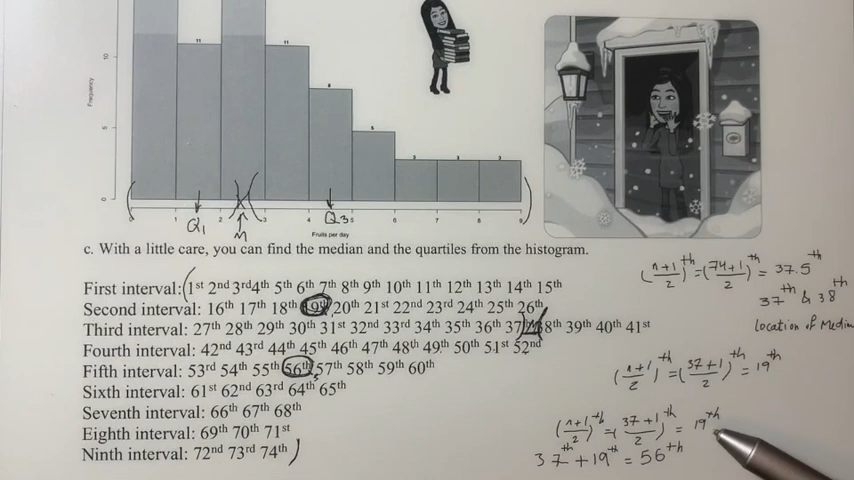 10
11
11
8
Frequency
5
5
3
3
3
0
0 1 2 3 4 5 6 7 8 9
Q1 M Q3
Fruits per day
c. With a little care, you can find the median and the quartiles from the histogram.
First interval: (1st 2nd 3rd4th 5th 6th 7th 8th 9th 10th 11th 12th 13th 14th 15th
Second interval: 16th 17th 18th 19th 20th 21st 22nd 23rd 24th 25th 26th
Third interval: 27th 28th 29th 30th 31st 32nd 33rd 34th 35th 36th 37th 38th 39th 40th 41st
Fourth interval: 42nd 43rd 44th 45th 46th 47th 48th 49th 50th 51st 52nd
Fifth interval: 53rd 54th 55th 56th 57th 58th 59th 60th
Sixth interval: 61st 62nd 63rd 64th 65th
Seventh interval: 66th 67th 68th
Eighth interval: 69th 70th 71st
Ninth interval: 72nd 73rd 74th )
(n+1/2)th = (74+1/2)th = 37.5th
37th & 38th
Location of Median
(n+1/2)th = (37+1/2)th = 19th
(n+1/2)th = (37+1/2)th = 19th
37th + 19th = 56th